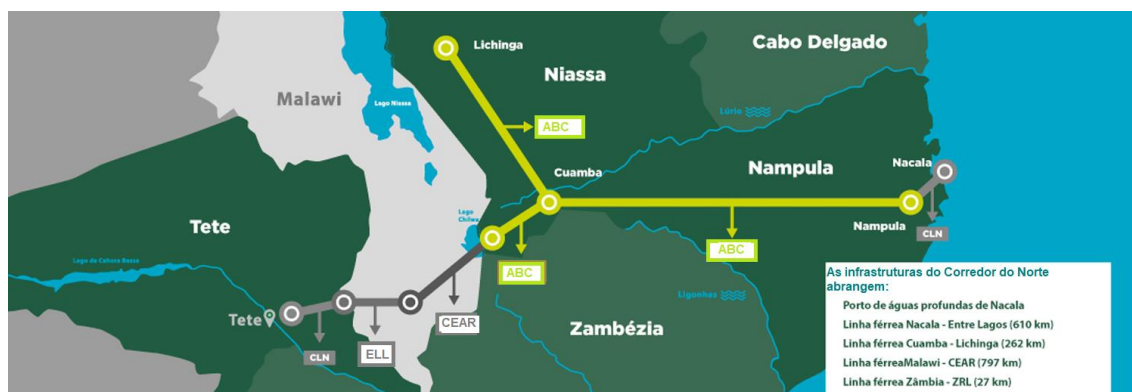 Cabo Delgado
Lichinga
Niassa
Malawi
Lago Niassa
ABC
Lúrio
Cuamba
Nampula
Nacala
Tete
Lago Chilwa
Nampula
CLN
ABC
ABC
Lago de Cahora Bassa
Ligonhas
Tete
CEAR
Zambézia
CLN
ELL
As infraestruturas do Corredor do Norte
abrangem:
Porto de águas profundas de Nacala
Linha férrea Nacala - Entre Lagos (610 km)
Linha férrea Cuamba - Lichinga (262 km)
Linha férreaMalawi - CEAR (797 km)
Linha férrea Zâmbia - ZRL (27 km)